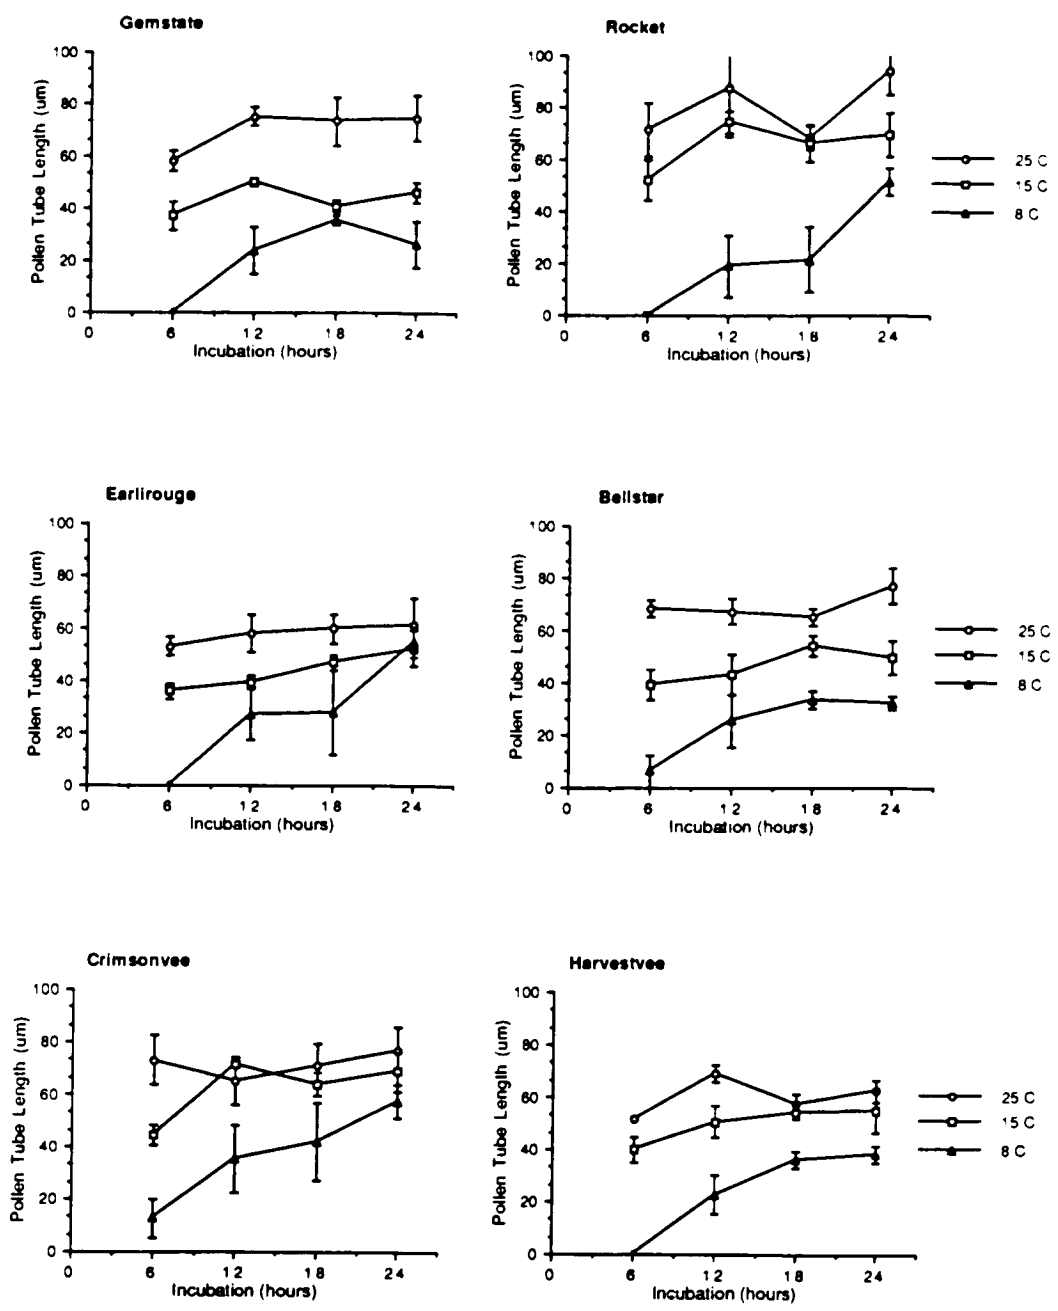 Gemstate
Pollen Tube Length (um)
100
80
60
40
20
0
0 6 12 18 24
Incubation (hours)
Rocket
Pollen Tube Length (um)
100
80
60
40
20
0
0 6 12 18 24
Incubation (hours)
25 C
15 C
8 C
Earlirouge
Pollen Tube Length (um)
100
80
60
40
20
0
0 6 12 18 24
Incubation (hours)
Bellstar
Pollen Tube Length (um)
100
80
60
40
20
0
0 6 12 18 24
Incubation (hours)
25 C
15 C
8 C
Crimsonvee
Pollen Tube Length (um)
100
80
60
40
20
0
0 6 12 18 24
Incubation (hours)
Harvestvee
Pollen Tube Length (um)
100
80
60
40
20
0
0 6 12 18 24
Incubation (hours)
25 C
15 C
8 C